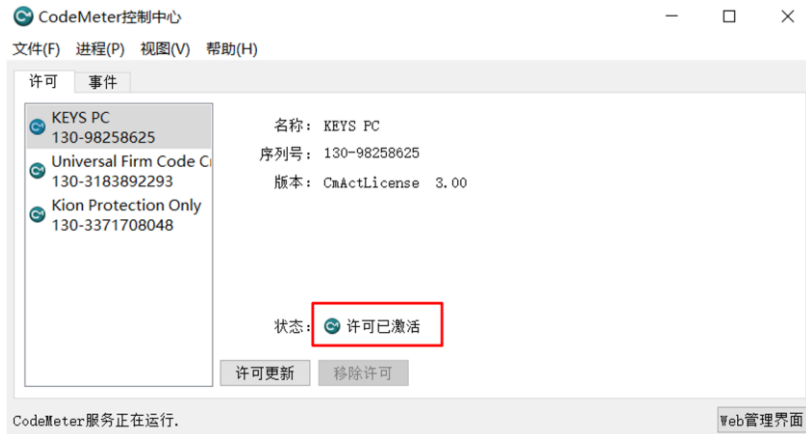 CodeMeter控制中心
文件(F) 进程(P) 视图(V) 帮助(H)
许可 事件
KEYS PC
130-98258625
Universal Firm Code
130-3183892293
Kion Protection Only
130-3371708048
名称: KEYS PC
序列号: 130-98258625
版本: CmActLicense 3.00
状态: 许可已激活
许可更新 移除许可
CodeMeter服务正在运行.
Web管理界面